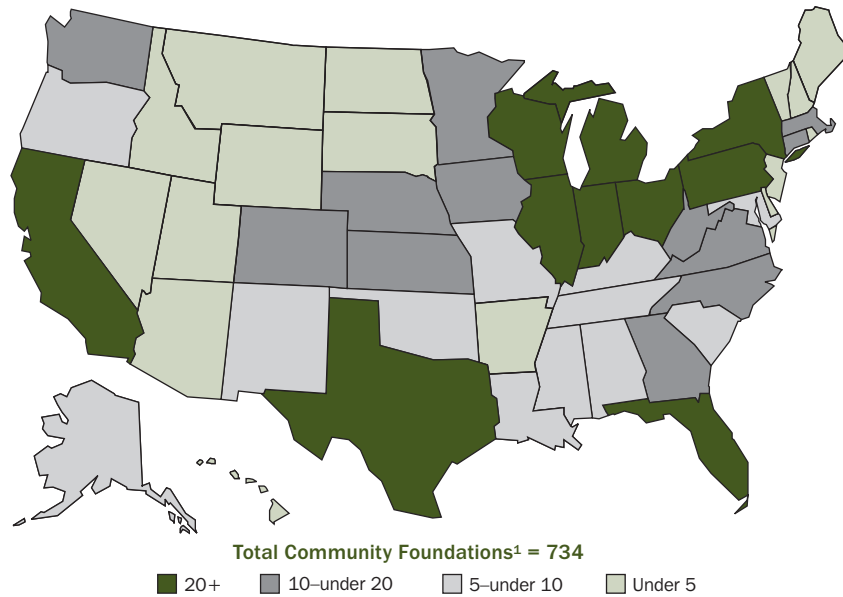 Total Community Foundations¹ = 734
20+ 10–under 20 5–under 10 Under 5